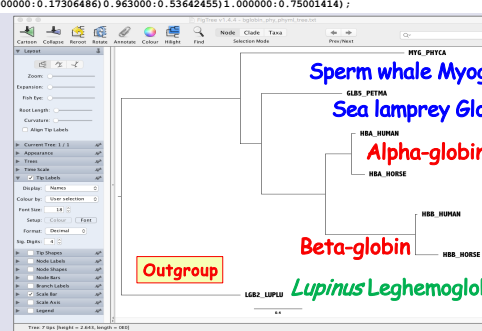 00000:0.17306486)0.963000:0.53642455)1.000000:0.75001414);
FigTree v1.4.4 - bglobin_phy_phyml_tree.txt
Cartoon Collapse Reroot Rotate Annotate Colour Hilight Find
Node Clade Taxa
Selection Mode
Prev/Next
Layout
Zoom:
Expansion:
Fish Eye:
Root Length:
Curvature:
Align Tip Labels
Current Tree: 1 / 1
Appearance
Trees
Time Scale
Tip Labels
Display: Names
Colour by: User selection
Font Size: 18
Setup: Colour Font
Format: Decimal
Sig. Digits: 4
Tip Shapes
Node Labels
Node Shapes
Node Bars
Branch Labels
Scale Bar
Scale Axis
Legend
MYG_PHYCA
Sperm whale Myog
GLB5_PETMA
Sea lamprey Glo
HBA_HUMAN
Alpha-globin
HBA_HORSE
HBB_HUMAN
Beta-globin
HBB_HORSE
Outgroup
LGB2_LUPLU
Lupinus Leghemoglob
0.4
Tree: 7 tips [height = 2.643, length = 0E0]